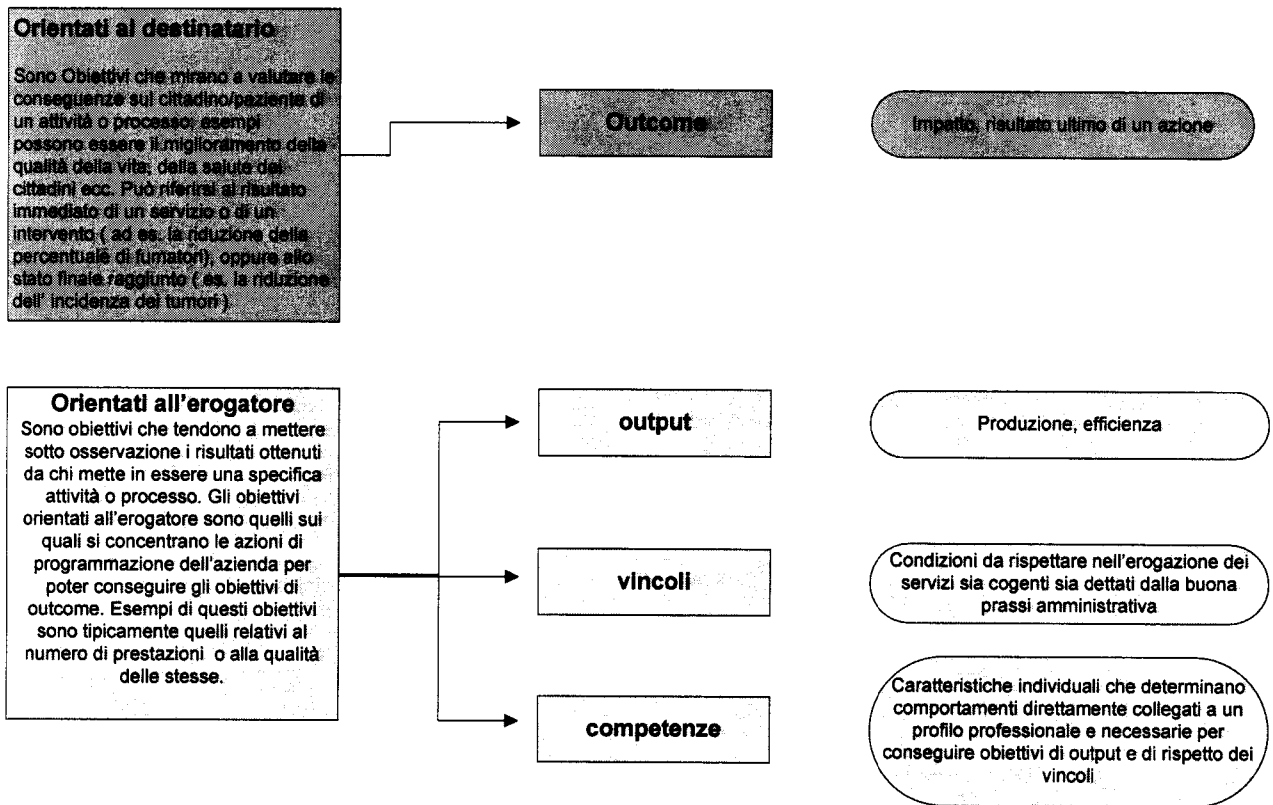 Orientati al destinatario
Sono Obiettivi che mirano a valutare le
conseguenze sul cittadino/paziente di
un attività o processo; esempi
possono essere il miglioramento della
qualità della vita, della salute dei
cittadini ecc. Può riferirsi al risultato
immediato di un servizio o di un
intervento ( ad es. la riduzione della
percentuale di fumatori), oppure allo
stato finale raggiunto ( es. la riduzione
dell' incidenza dei tumori )
Outcome
Impatto, risultato ultimo di un azione
Orientati all'erogatore
Sono obiettivi che tendono a mettere
sotto osservazione i risultati ottenuti
da chi mette in essere una specifica
attività o processo. Gli obiettivi
orientati all'erogatore sono quelli sui
quali si concentrano le azioni di
programmazione dell'azienda per
poter conseguire gli obiettivi di
outcome. Esempi di questi obiettivi
sono tipicamente quelli relativi al
numero di prestazioni o alla qualità
delle stesse.
output
Produzione, efficienza
vincoli
Condizioni da rispettare nell'erogazione dei
servizi sia cogenti sia dettati dalla buona
prassi amministrativa
competenze
Caratteristiche individuali che determinano
comportamenti direttamente collegati a un
profilo professionale e necessarie per
conseguire obiettivi di output e di rispetto dei
vincoli